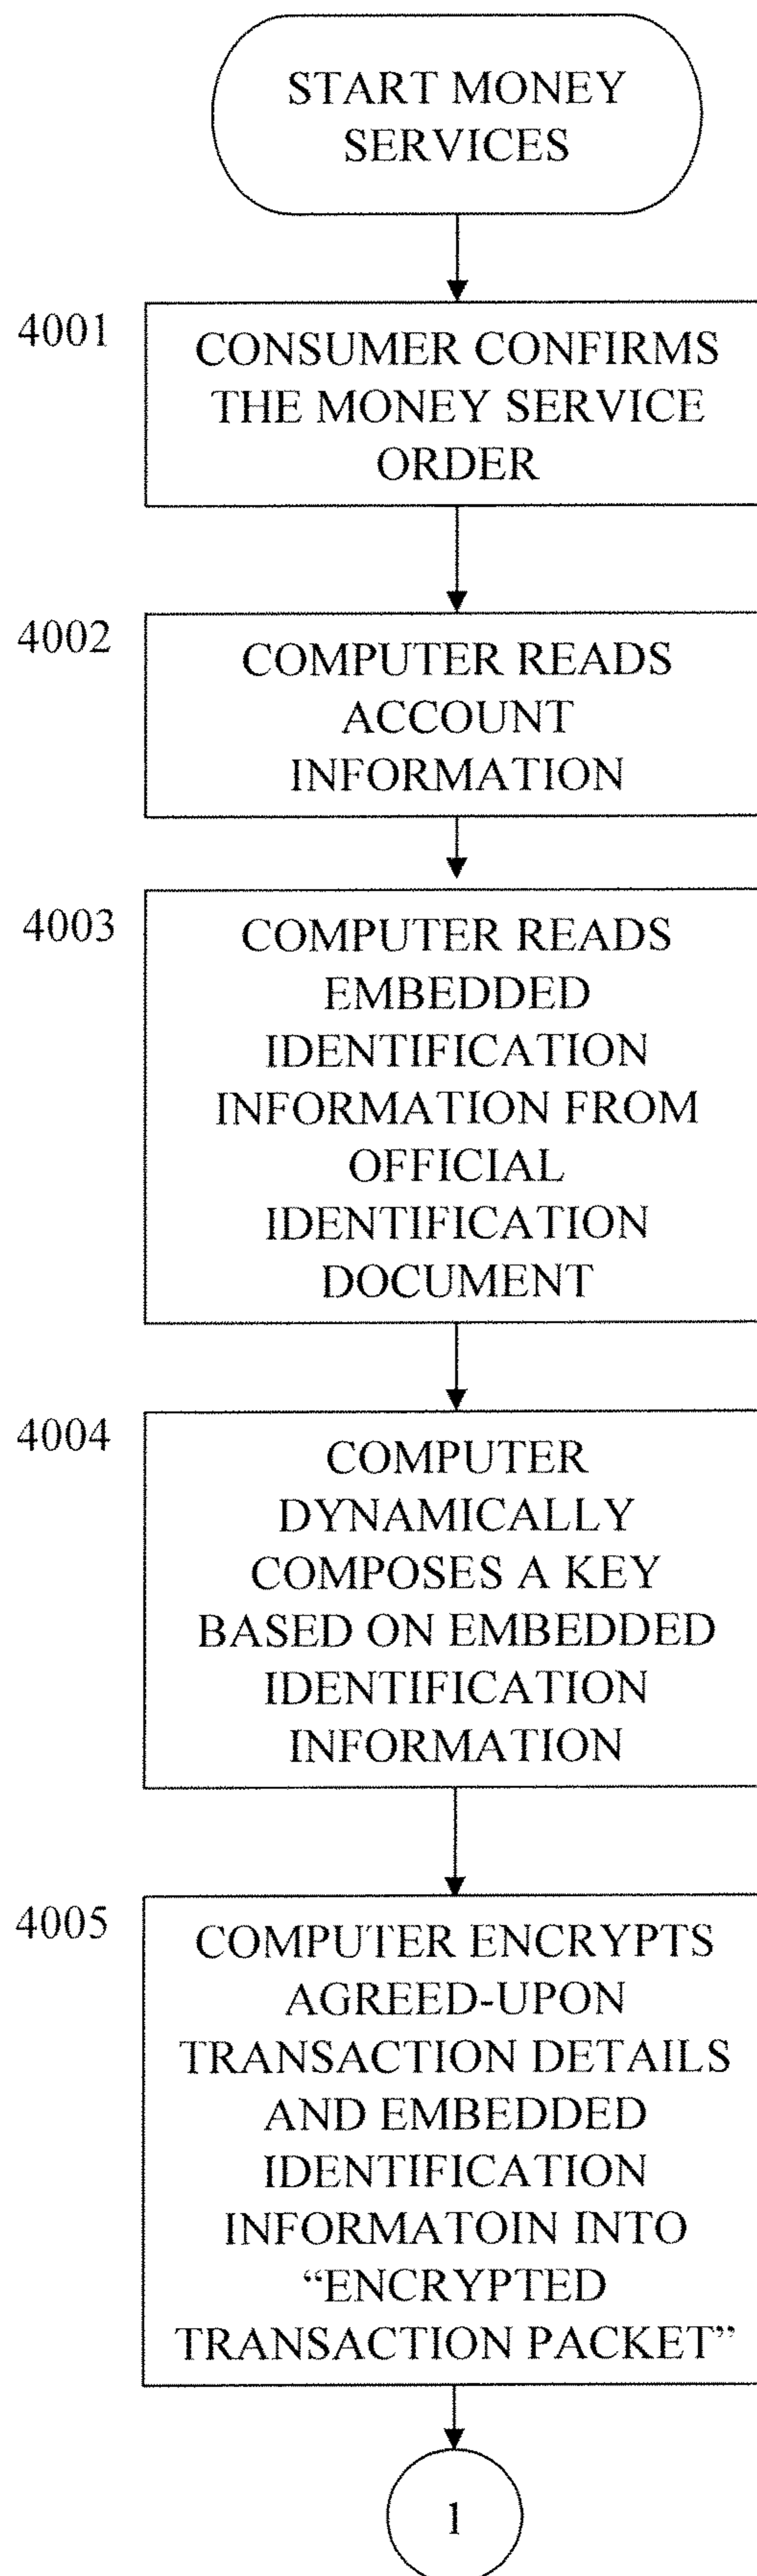 START MONEY
SERVICES
4001
CONSUMER CONFIRMS
THE MONEY SERVICE
ORDER
4002
COMPUTER READS
ACCOUNT
INFORMATION
4003
COMPUTER READS
EMBEDDED
IDENTIFICATION
INFORMATION FROM
OFFICIAL
IDENTIFICATION
DOCUMENT
4004
COMPUTER
DYNAMICALLY
COMPOSES A KEY
BASED ON EMBEDDED
IDENTIFICATION
INFORMATION
4005
COMPUTER ENCRYPTS
AGREED-UPON
TRANSACTION DETAILS
AND EMBEDDED
IDENTIFICATION
INFORMATOIN INTO
“ENCRYPTED
TRANSACTION PACKET”
1